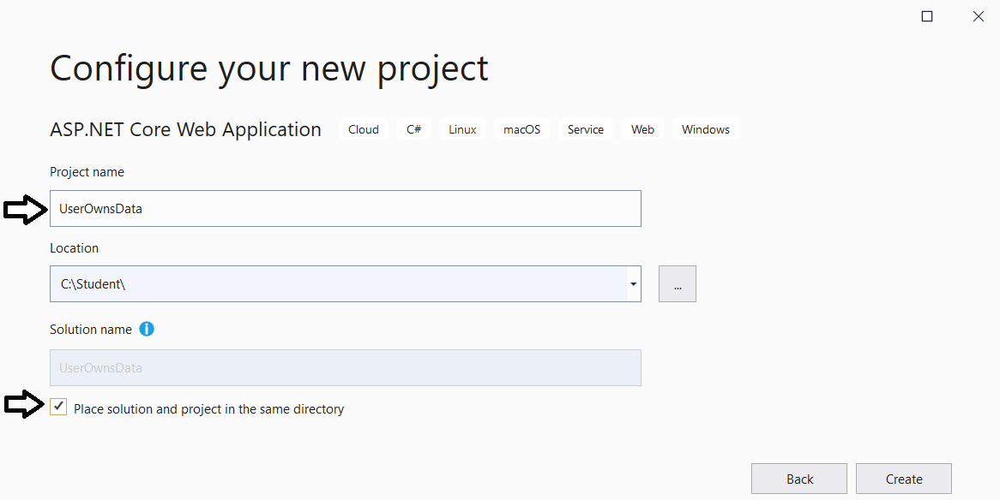 Configure your new project
ASP.NET Core Web Application Cloud C# Linux macOS Service Web Windows
Project name
UserOwnsData
Location
C:\Student\
...
Solution name
UserOwnsData
Place solution and project in the same directory
Back Create